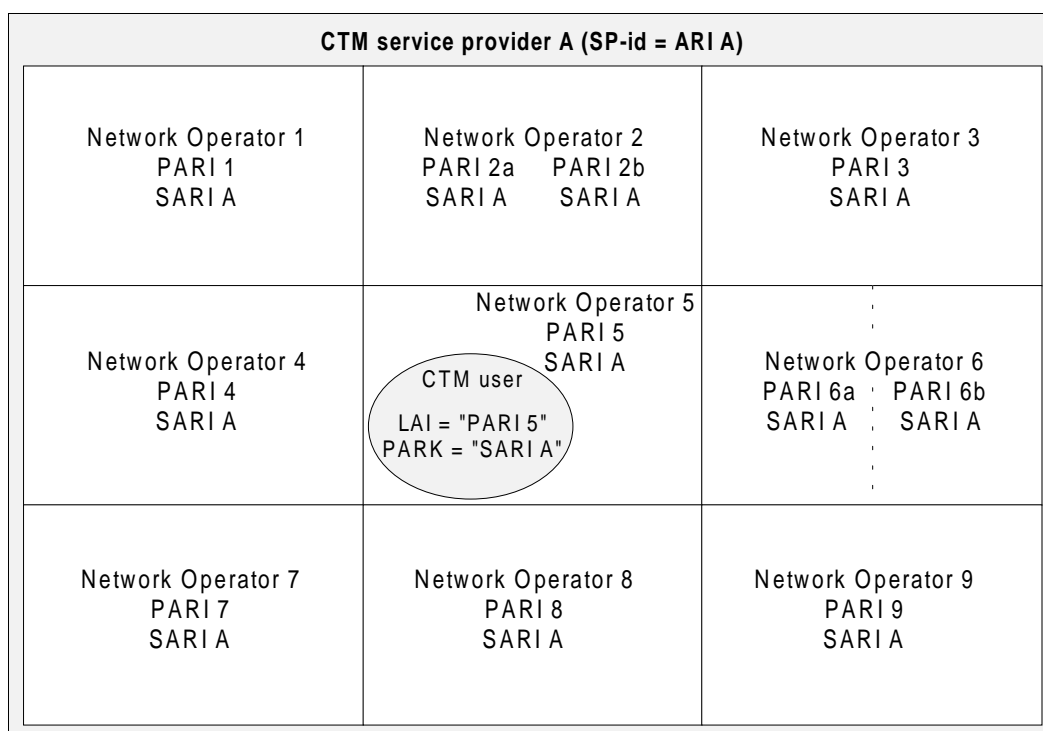 CTM service provider A (SP-id = ARI A)
Network Operator 1
PARI 1
SARI A
Network Operator 2
PARI 2a PARI 2b
SARI A SARI A
Network Operator 3
PARI 3
SARI A
Network Operator 4
PARI 4
SARI A
Network Operator 5
PARI 5
SARI A
CTM user
LAI = "PARI 5"
PARK = "SARI A"
Network Operator 6
PARI 6a PARI 6b
SARI A SARI A
Network Operator 7
PARI 7
SARI A
Network Operator 8
PARI 8
SARI A
Network Operator 9
PARI 9
SARI A